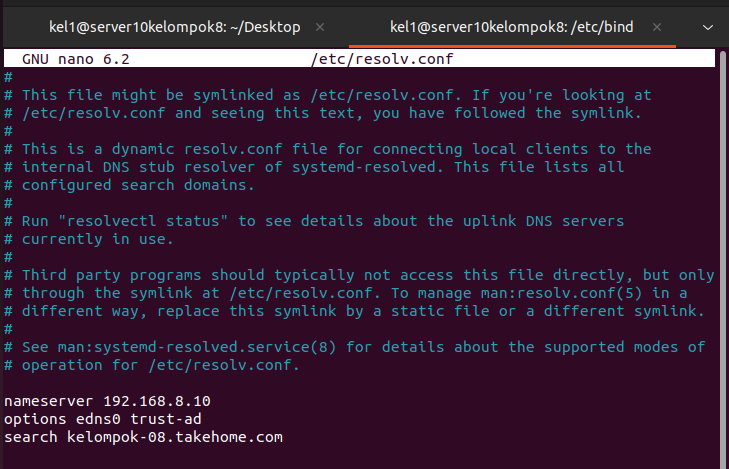 kel1@server10kelompok8: ~/Desktop × kel1@server10kelompok8: /etc/bind ×
GNU nano 6.2 /etc/resolv.conf
#
# This file might be symlinked as /etc/resolv.conf. If you're looking at
# /etc/resolv.conf and seeing this text, you have followed the symlink.
#
# This is a dynamic resolv.conf file for connecting local clients to the
# internal DNS stub resolver of systemd-resolved. This file lists all
# configured search domains.
#
# Run "resolvectl status" to see details about the uplink DNS servers
# currently in use.
#
# Third party programs should typically not access this file directly, but only
# through the symlink at /etc/resolv.conf. To manage man:resolv.conf(5) in a
# different way, replace this symlink by a static file or a different symlink.
#
# See man:systemd-resolved.service(8) for details about the supported modes of
# operation for /etc/resolv.conf.
nameserver 192.168.8.10
options edns0 trust-ad
search kelompok-08.takehome.com